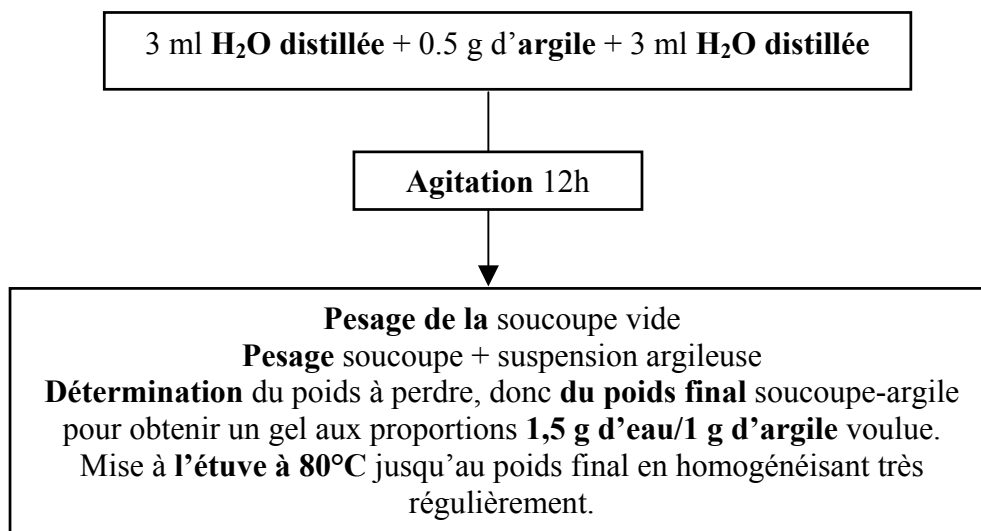 3 ml H₂O distillée + 0.5 g d'argile + 3 ml H₂O distillée
Agitation 12h
Pesage de la soucoupe vide
Pesage soucoupe + suspension argileuse
Détermination du poids à perdre, donc du poids final soucoupe-argile
pour obtenir un gel aux proportions 1,5 g d'eau/1 g d'argile voulue.
Mise à l'étuve à 80°C jusqu'au poids final en homogénéisant très
régulièrement.